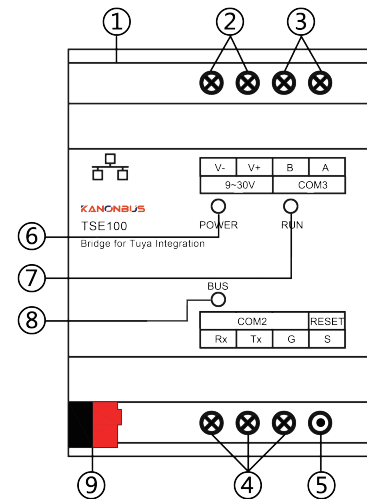 ① ② ③
V- V+ B A
9~30V COM3
KANONBUS
TSE100
Bridge for Tuya Integration
⑥ POWER RUN
⑦
BUS
⑧
COM2 RESET
Rx Tx G S
⑨ ④ ⑤